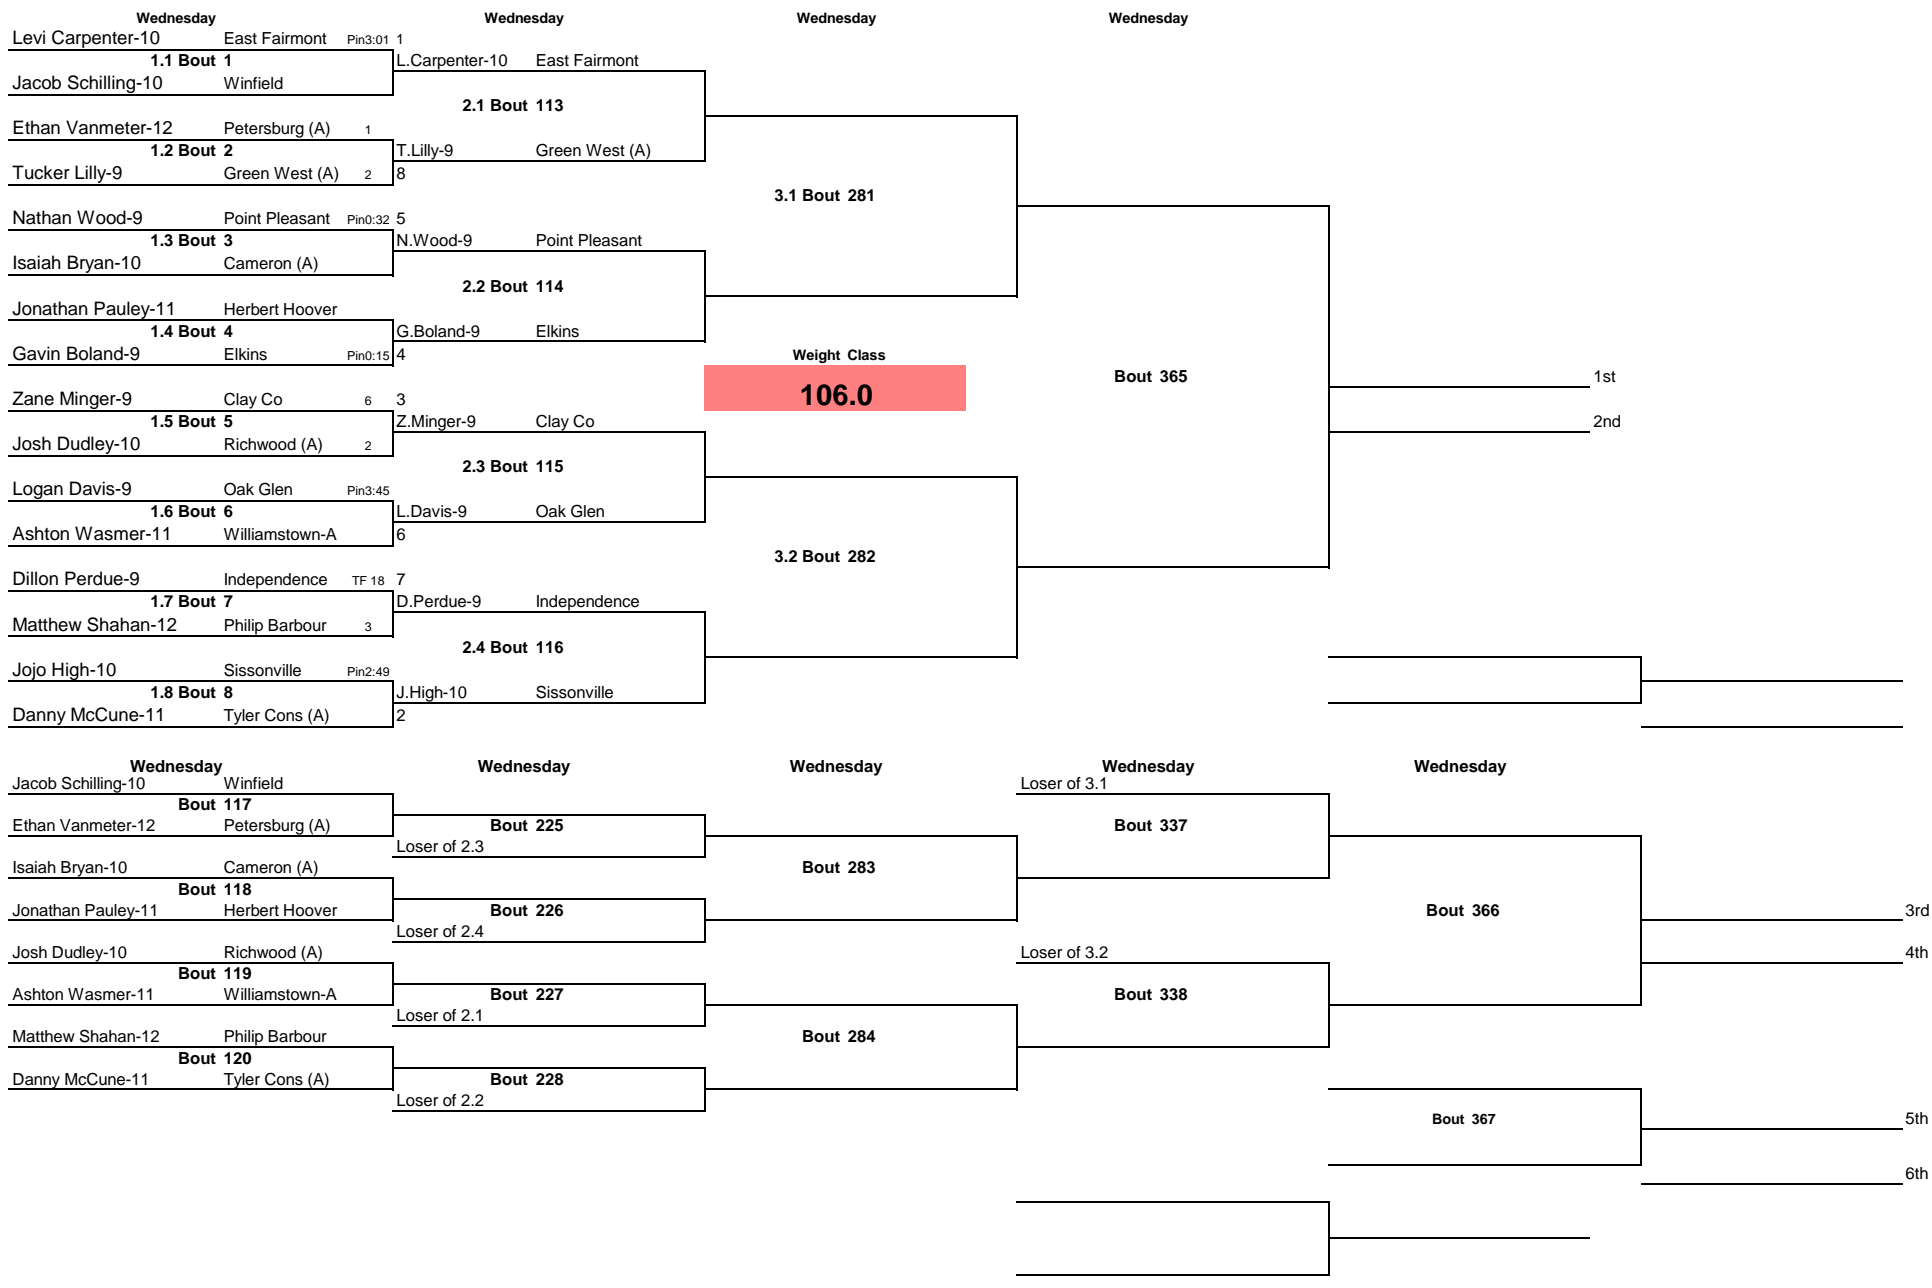 Wednesday Wednesday Wednesday Wednesday
Levi Carpenter-10 East Fairmont Pin3:01 1
1.1 Bout 1 L.Carpenter-10 East Fairmont
Jacob Schilling-10 Winfield
2.1 Bout 113
Ethan Vanmeter-12 Petersburg (A) 1
1.2 Bout 2 T.Lilly-9 Green West (A)
Tucker Lilly-9 Green West (A) 2 8
3.1 Bout 281
Nathan Wood-9 Point Pleasant Pin0:32 5
1.3 Bout 3 N.Wood-9 Point Pleasant
Isaiah Bryan-10 Cameron (A)
2.2 Bout 114
Jonathan Pauley-11 Herbert Hoover
1.4 Bout 4 G.Boland-9 Elkins
Gavin Boland-9 Elkins Pin0:15 4 Weight Class
Bout 365 1st
106.0
Zane Minger-9 Clay Co 6 3
1.5 Bout 5 Z.Minger-9 Clay Co 2nd
Josh Dudley-10 Richwood (A) 2
2.3 Bout 115
Logan Davis-9 Oak Glen Pin3:45
1.6 Bout 6 L.Davis-9 Oak Glen
Ashton Wasmer-11 Williamstown-A 6
3.2 Bout 282
Dillon Perdue-9 Independence TF 18 7
1.7 Bout 7 D.Perdue-9 Independence
Matthew Shahan-12 Philip Barbour 3
2.4 Bout 116
Jojo High-10 Sissonville Pin2:49
1.8 Bout 8 J.High-10 Sissonville
Danny McCune-11 Tyler Cons (A) 2
Wednesday Wednesday Wednesday Wednesday Wednesday
Jacob Schilling-10 Winfield Loser of 3.1
Bout 117
Ethan Vanmeter-12 Petersburg (A) Bout 225 Bout 337
Loser of 2.3
Isaiah Bryan-10 Cameron (A) Bout 283
Bout 118
Jonathan Pauley-11 Herbert Hoover Bout 226 Bout 366 3rd
Loser of 2.4
Josh Dudley-10 Richwood (A) Loser of 3.2 4th
Bout 119
Ashton Wasmer-11 Williamstown-A Bout 227 Bout 338
Loser of 2.1
Matthew Shahan-12 Philip Barbour Bout 284
Bout 120
Danny McCune-11 Tyler Cons (A) Bout 228
Loser of 2.2
Bout 367 5th
6th